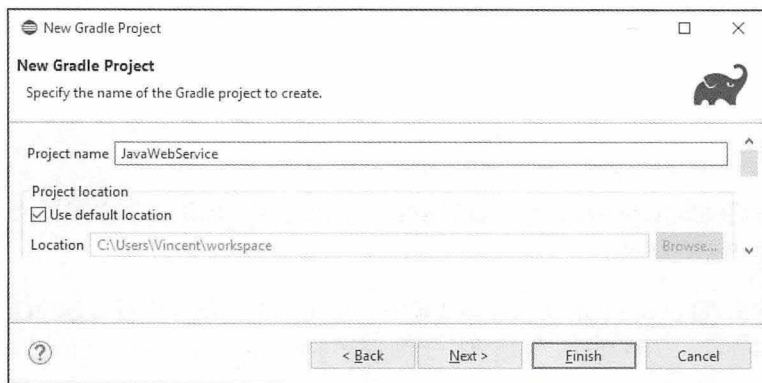 New Gradle Project
New Gradle Project
Specify the name of the Gradle project to create.
Project name JavaWebService
Project location
Use default location
Location C:\Users\Vincent\workspace Browse...
? < Back Next > Finish Cancel